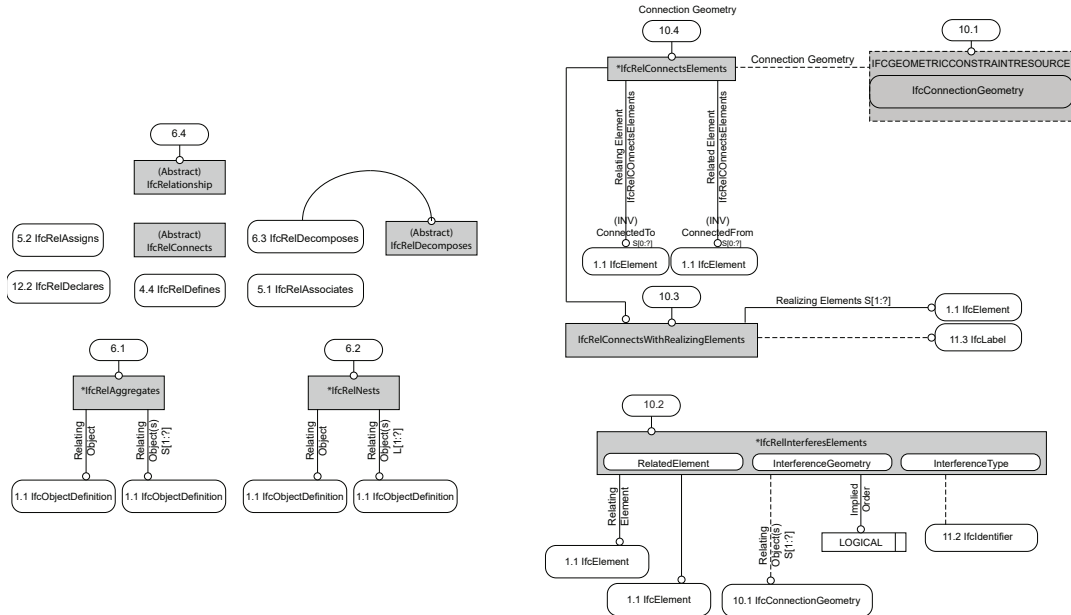 6.4
(Abstract)
IfcRelationship
5.2 IfcRelAssigns
(Abstract)
IfcRelConnects
6.3 IfcRelDecomposes
(Abstract)
IfcRelDecomposes
12.2 IfcRelDeclares
4.4 IfcRelDefines
5.1 IfcRelAssociates
6.1
*IfcRelAggregates
Relating
Object
Relating
Object(s)
S[1:?]
1.1 IfcObjectDefinition
1.1 IfcObjectDefinition
6.2
*IfcRelNests
Relating
Object
Relating
Object(s)
L[1:?]
1.1 IfcObjectDefinition
1.1 IfcObjectDefinition
Connection Geometry
10.4
*IfcRelConnectsElements
Connection Geometry
10.1
IFCGEOMETRICCONSTRAINTRESOURCE
IfcConnectionGeometry
Relating Element
IfcRelCOnnectsElements
Related Element
IfcRelCOnnectsElements
(INV)
ConnectedTo
S[0:?]
(INV)
ConnectedFrom
S[0:?]
1.1 IfcElement
1.1 IfcElement
10.3
IfcRelConnectsWithRealizingElements
Realizing Elements S[1:?]
1.1 IfcElement
11.3 IfcLabel
10.2
*IfcRelInterferesElements
RelatedElement
InterferenceGeometry
InterferenceType
Relating
Element
Relating
Object(s)
S[1:?]
Implied
Order
LOGICAL
11.2 IfcIdentifier
1.1 IfcElement
1.1 IfcElement
10.1 IfcConnectionGeometry